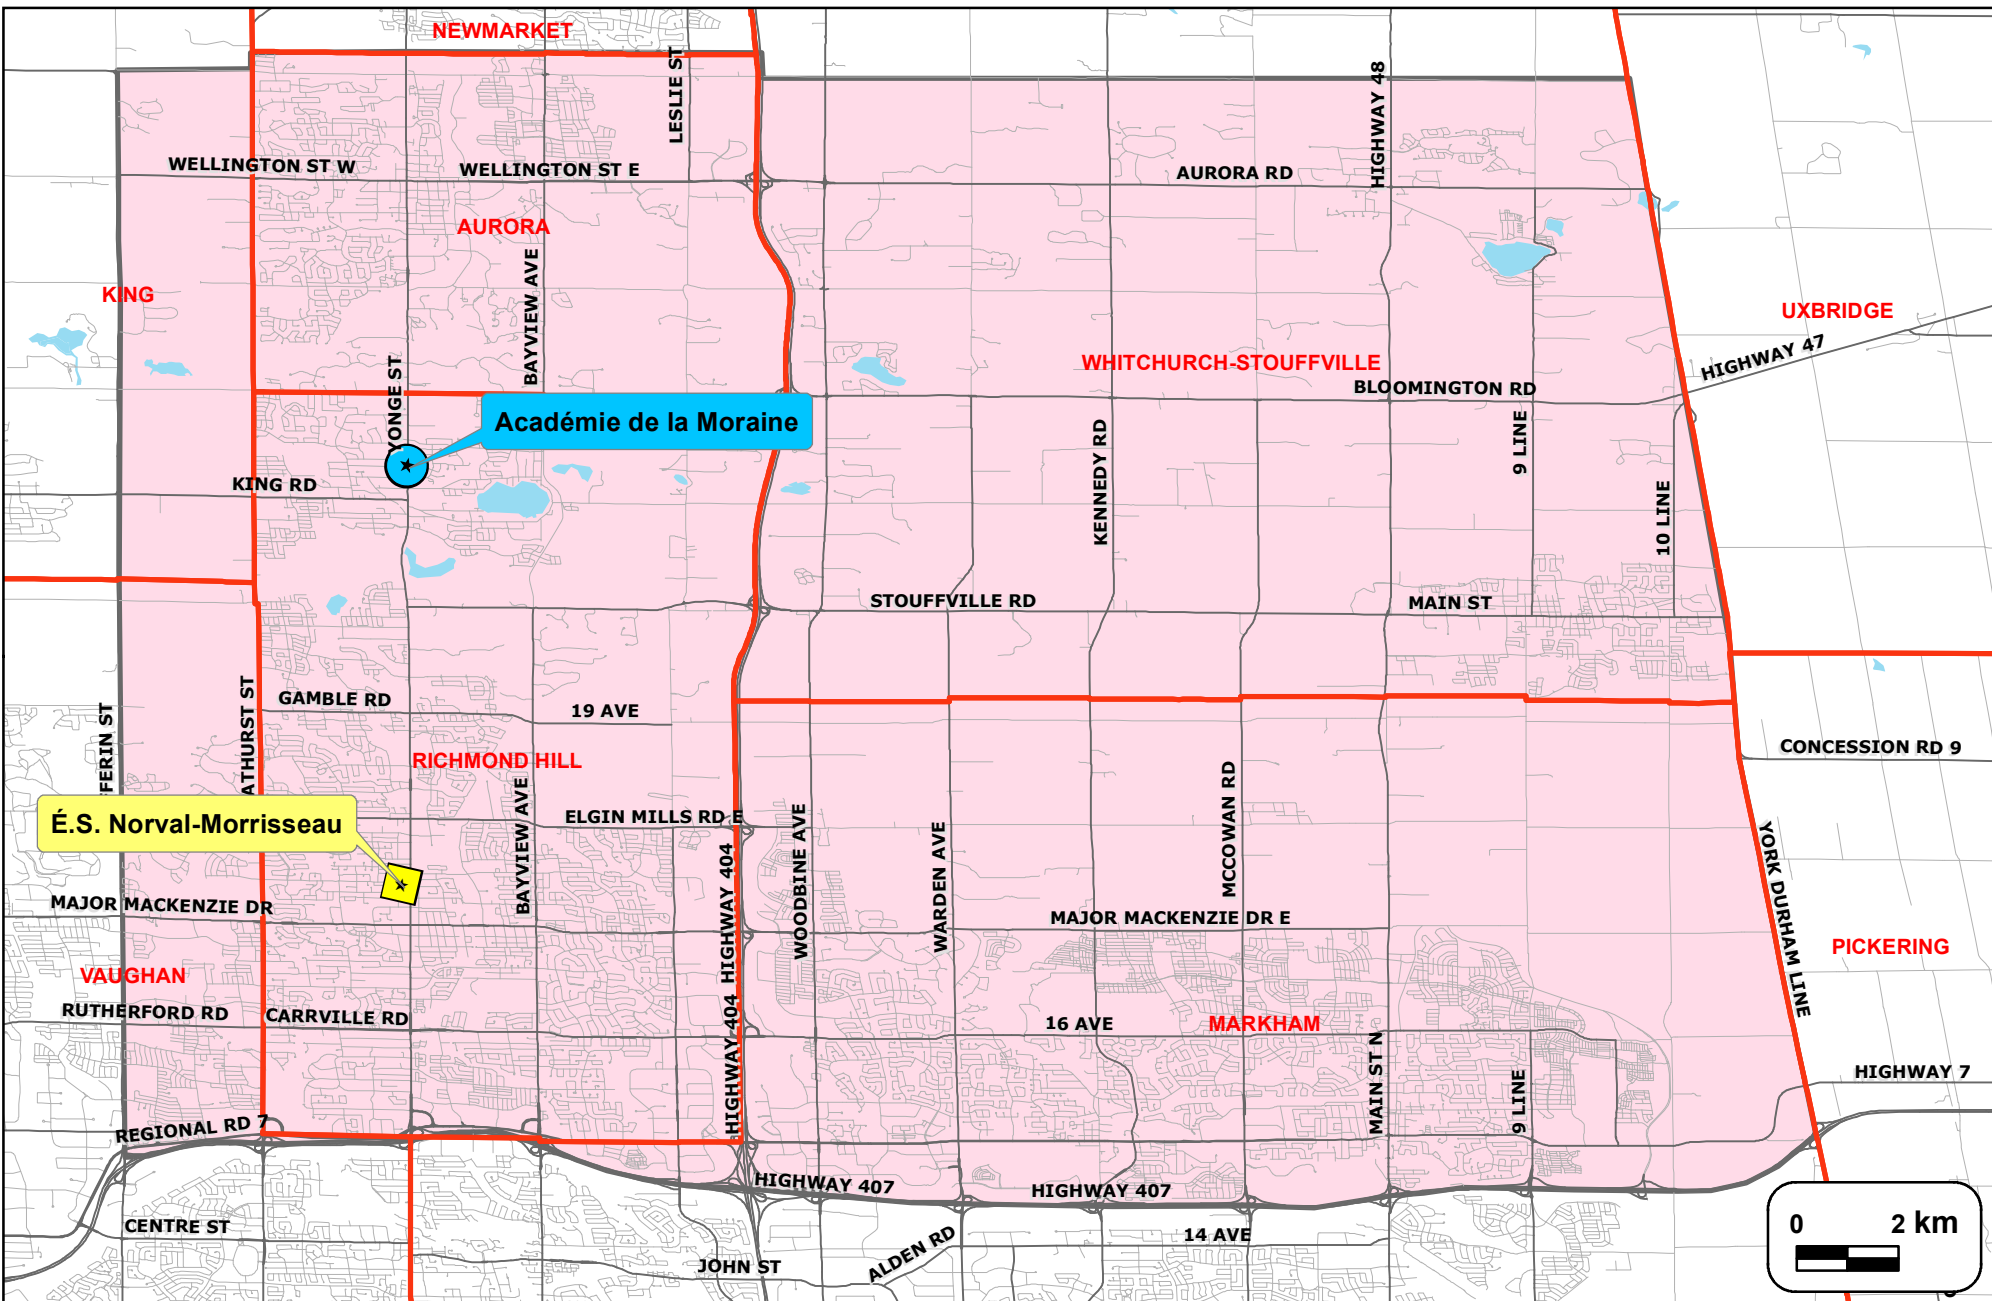 NEWMARKET
LESLIE ST
HIGHWAY 48
WELLINGTON ST W
WELLINGTON ST E
AURORA RD
AURORA
BAYVIEW AVE
KING
UXBRIDGE
HIGHWAY 47
WHITCHURCH-STOUFFVILLE
BLOOMINGTON RD
YONGE ST
Académie de la Moraine
KENNEDY RD
9 LINE
10 LINE
KING RD
STOUFFVILLE RD
MAIN ST
GAMBLE RD
19 AVE
FFERIN ST
ATHURST ST
RICHMOND HILL
CONCESSION RD 9
BAYVIEW AVE
É.S. Norval-Morrisseau
ELGIN MILLS RD E
HIGHWAY 404
WOODBINE AVE
WARDEN AVE
MCCOWAN RD
YORK DURHAM LINE
MAJOR MACKENZIE DR
MAJOR MACKENZIE DR E
PICKERING
VAUGHAN
RUTHERFORD RD
CARRVILLE RD
HIGHWAY 404
16 AVE
MARKHAM
MAIN ST N
9 LINE
HIGHWAY 7
REGIONAL RD 7
HIGHWAY 407
HIGHWAY 407
CENTRE ST
JOHN ST
ALDEN RD
14 AVE
0 2 km